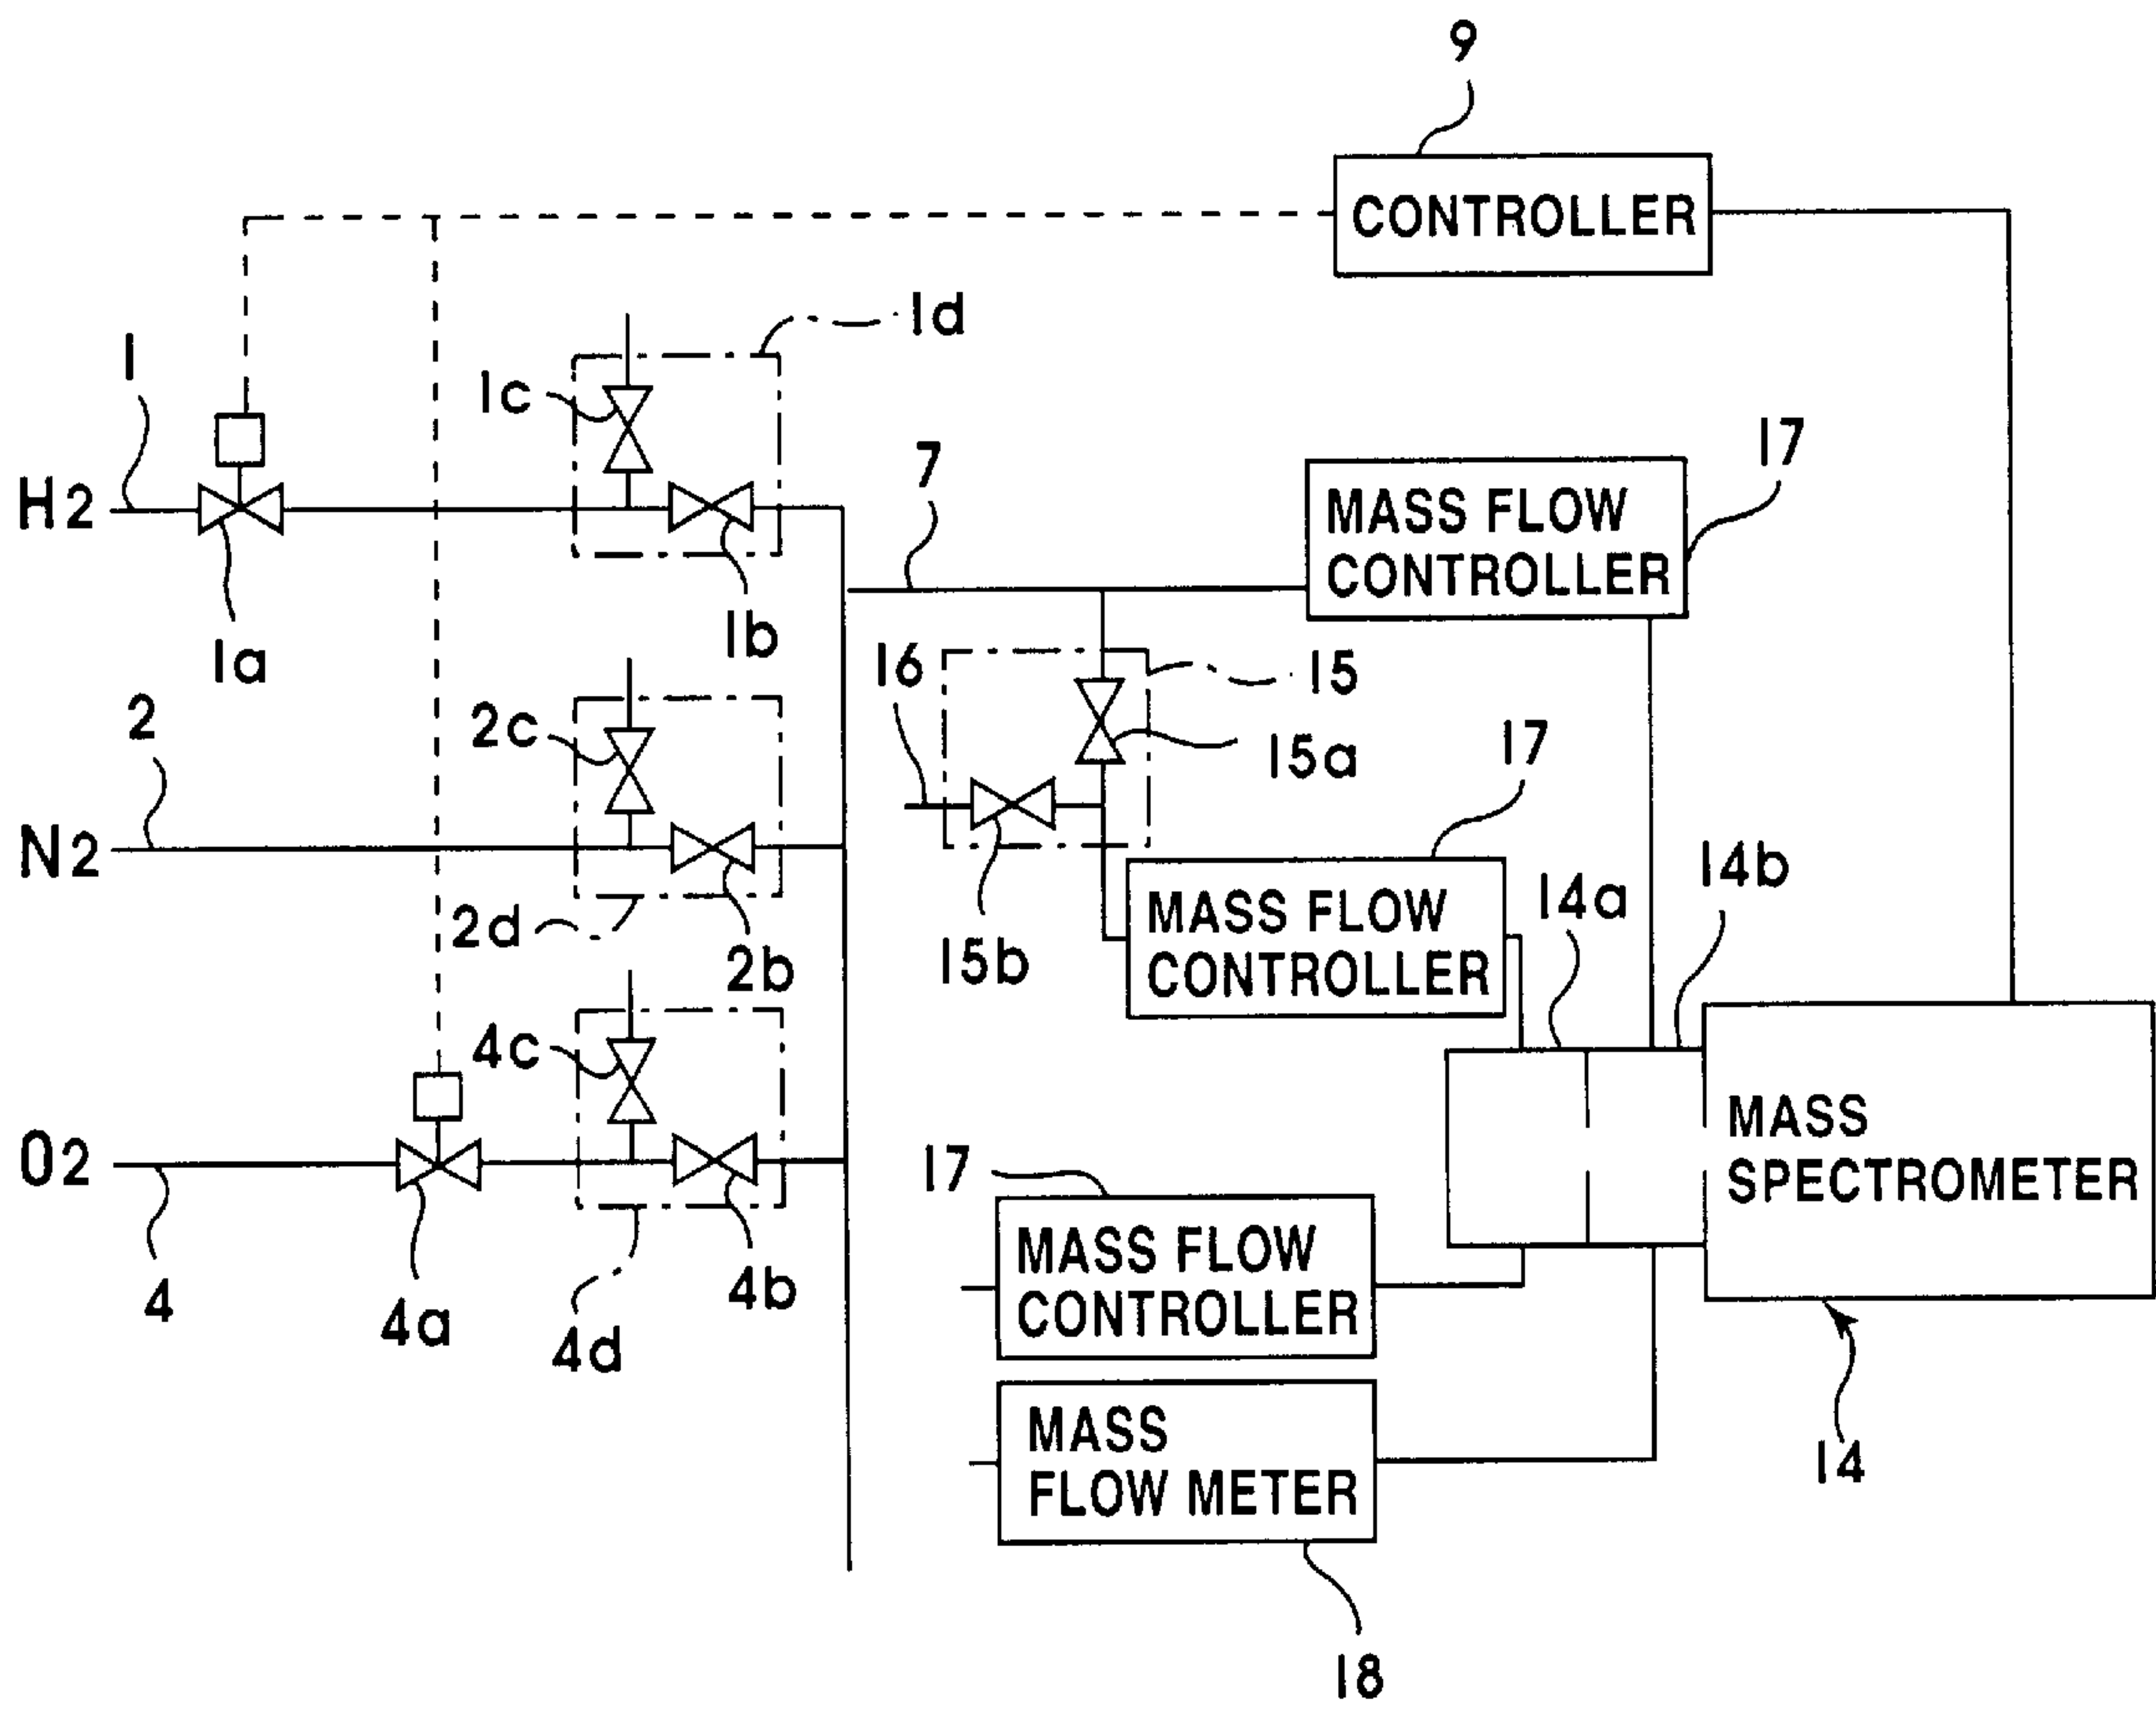 9
CONTROLLER
1d
1
1c
7
17
H2
MASS FLOW
CONTROLLER
1a
1b
16
15
2
2c
15a
17
N2
14b
14a
2d
MASS FLOW
CONTROLLER
15b
2b
4c
MASS
SPECTROMETER
O2
17
MASS FLOW
CONTROLLER
4
4a
4b
4d
MASS
FLOW METER
14
18